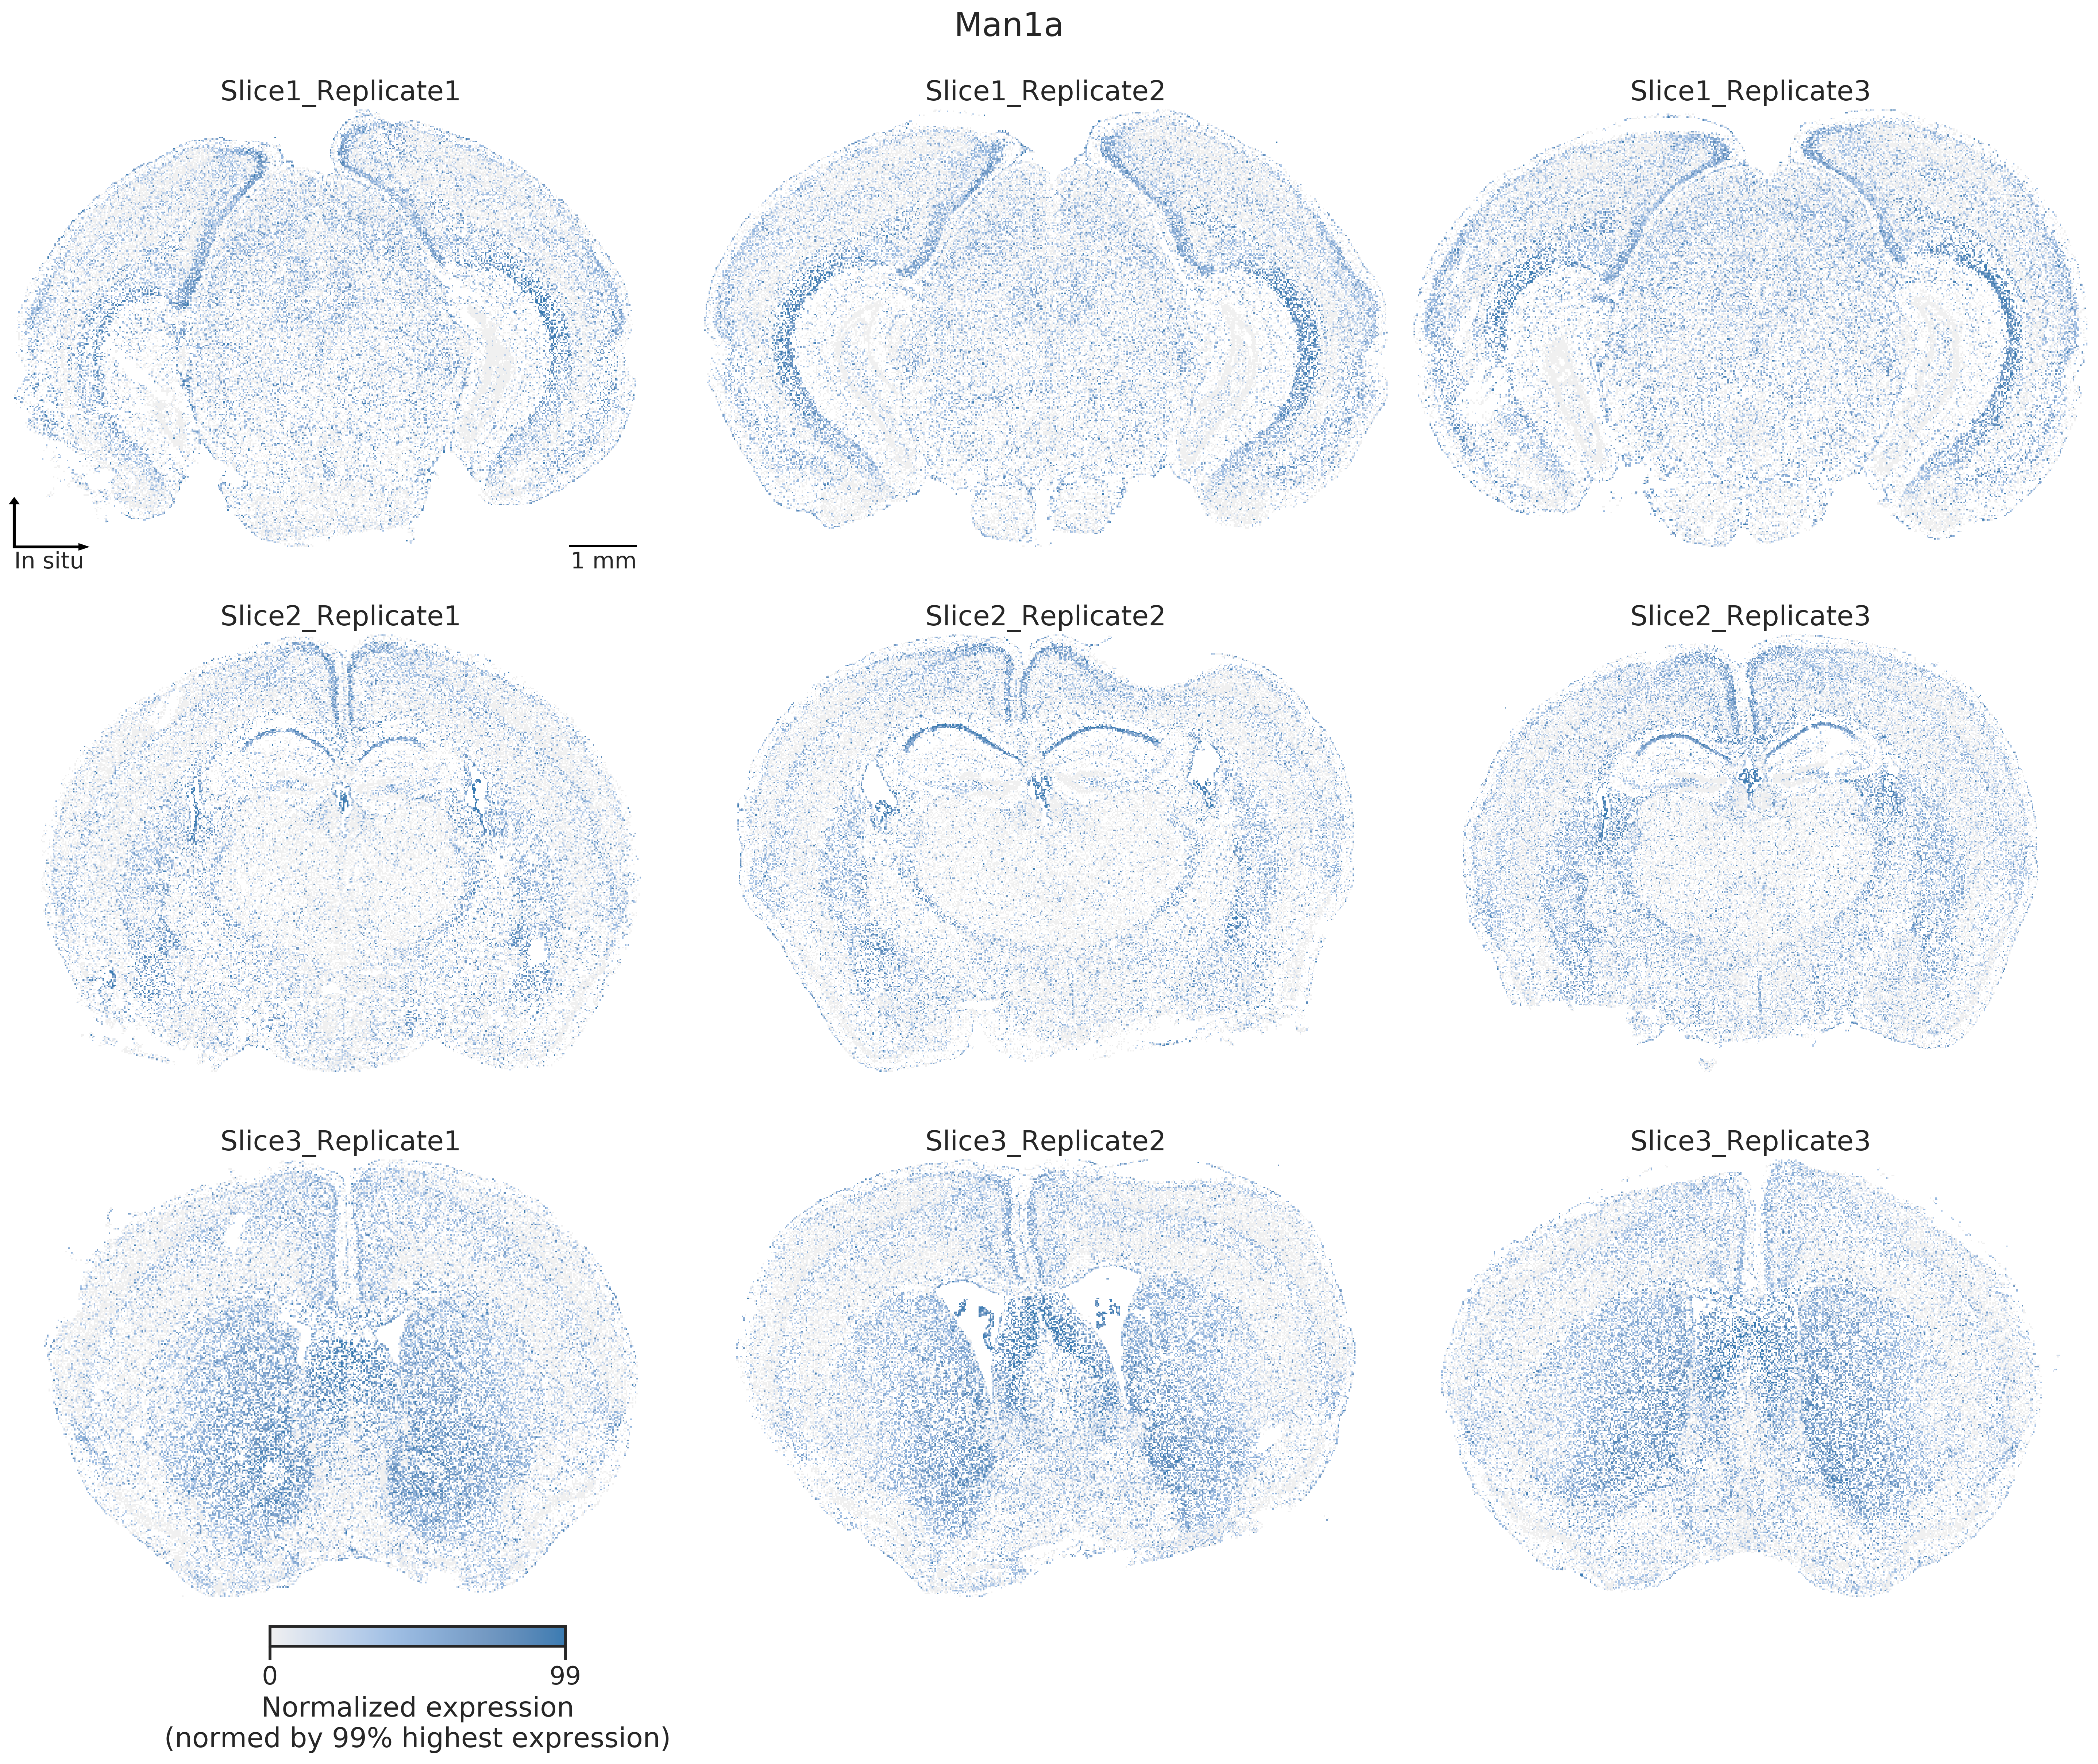 Man1a
Slice1_Replicate1
Slice1_Replicate2
Slice1_Replicate3
In situ
1 mm
Slice2_Replicate1
Slice2_Replicate2
Slice2_Replicate3
Slice3_Replicate1
Slice3_Replicate2
Slice3_Replicate3
0
99
Normalized expression
(normed by 99% highest expression)